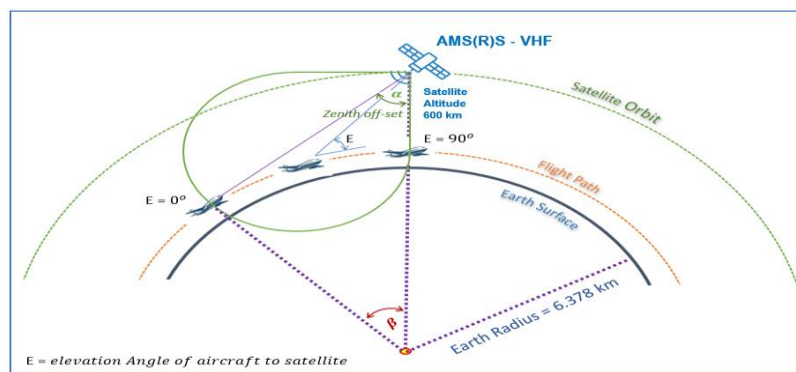 AMS(R)S - VHF
Satellite
Altitude
600 km
α
Zenith off-set
Satellite Orbit
E
E = 90°
Flight Path
E = 0°
Earth Surface
β
Earth Radius = 6.378 km
E = elevation Angle of aircraft to satellite